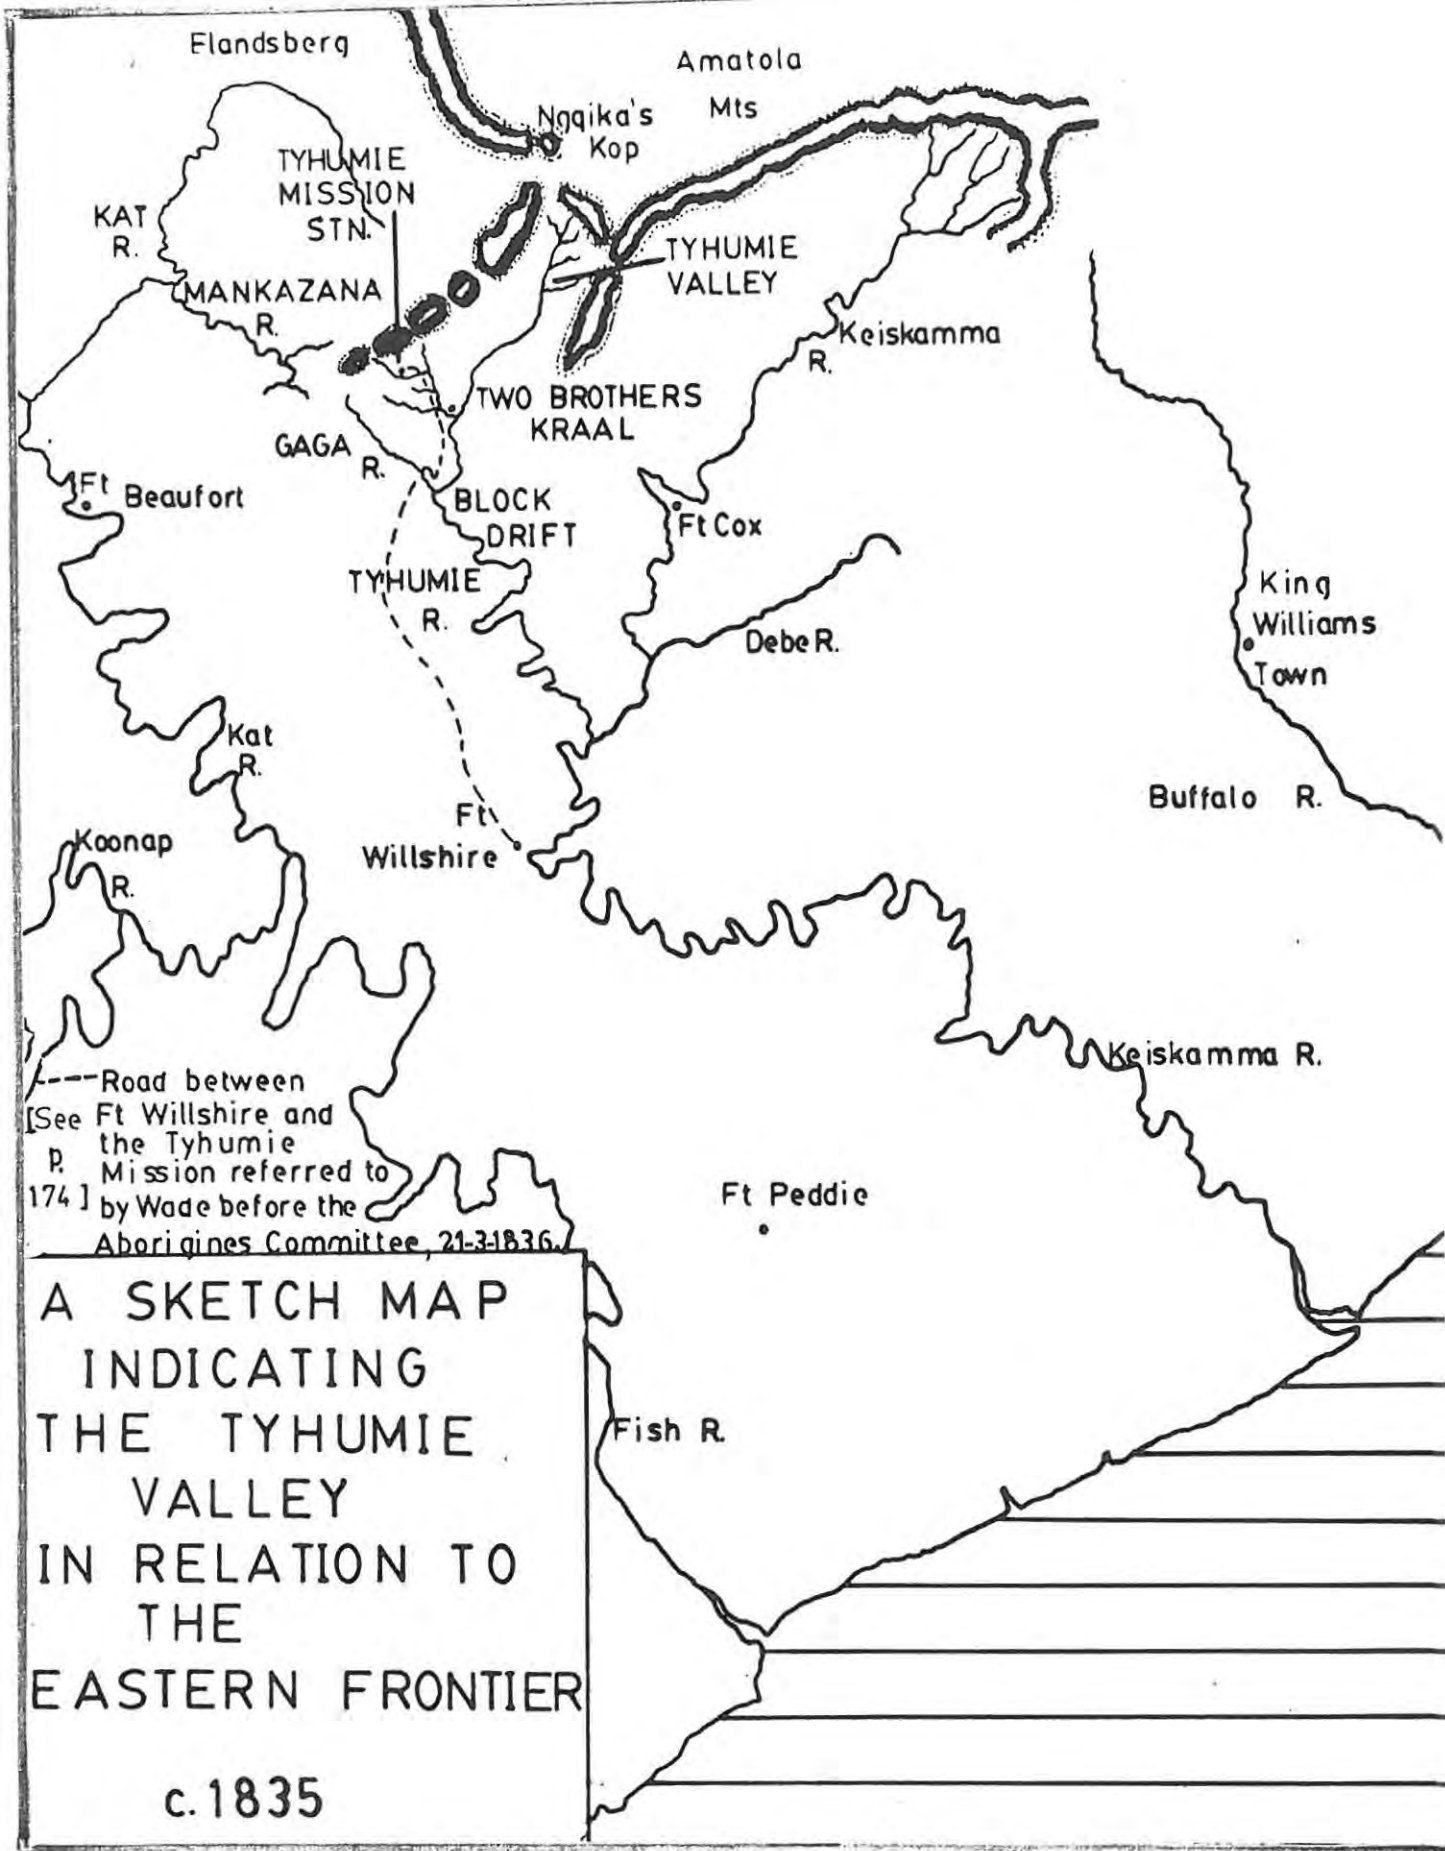 Elandsberg
Amatola
Mts
Ngqika's
Kop
TYHUMIE
MISSION
STN.
KAT
R.
TYHUMIE
VALLEY
MANKAZANA
R.
Keiskamma
R.
TWO BROTHERS
KRAAL
GAGA
R.
Ft
Beaufort
BLOCK
DRIFT
Ft Cox
TYHUMIE
R.
Debe R.
King
Williams
Town
Kat
R.
Buffalo R.
Ft
Willshire
Koonap
R.
Keiskamma R.
Road between
[See Ft Willshire and
the Tyhumie
p. Mission referred to
174] by Wade before the
Aborigines Committee, 21-3-1836.
Ft Peddie
Fish R.
A SKETCH MAP
INDICATING
THE TYHUMIE
VALLEY
IN RELATION TO
THE
EASTERN FRONTIER
c. 1835